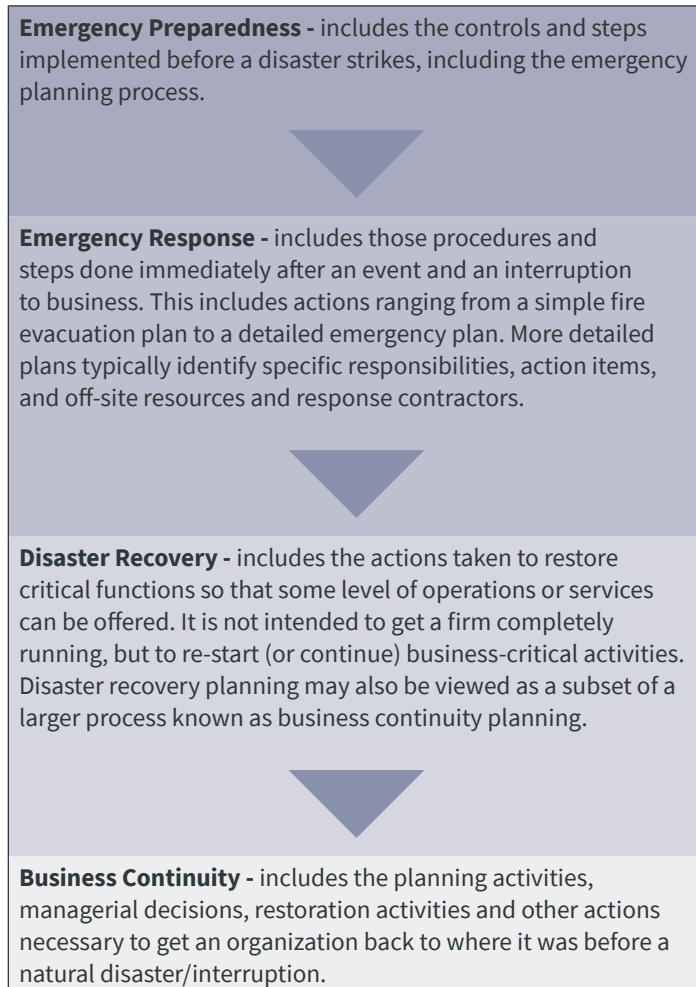 Emergency Preparedness - includes the controls and steps
implemented before a disaster strikes, including the emergency
planning process.
Emergency Response - includes those procedures and
steps done immediately after an event and an interruption
to business. This includes actions ranging from a simple fire
evacuation plan to a detailed emergency plan. More detailed
plans typically identify specific responsibilities, action items,
and off-site resources and response contractors.
Disaster Recovery - includes the actions taken to restore
critical functions so that some level of operations or services
can be offered. It is not intended to get a firm completely
running, but to re-start (or continue) business-critical activities.
Disaster recovery planning may also be viewed as a subset of a
larger process known as business continuity planning.
Business Continuity - includes the planning activities,
managerial decisions, restoration activities and other actions
necessary to get an organization back to where it was before a
natural disaster/interruption.